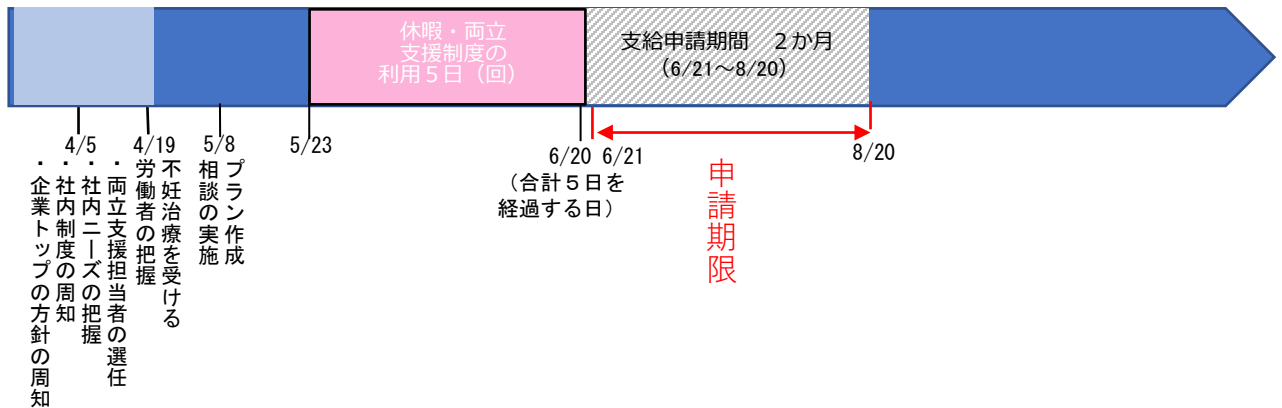 休暇・両立
支援制度の
利用５日（回）
支給申請期間　２か月
（6/21～8/20）
4/5
4/19
5/8
5/23
6/20
6/21
8/20
（合計５日を
経過する日）
申請期限
・企業トップの方針の周知
・社内制度の周知
・社内ニーズの把握
・両立支援担当者の選任
不妊治療を受ける
労働者の把握
プラン作成
相談の実施